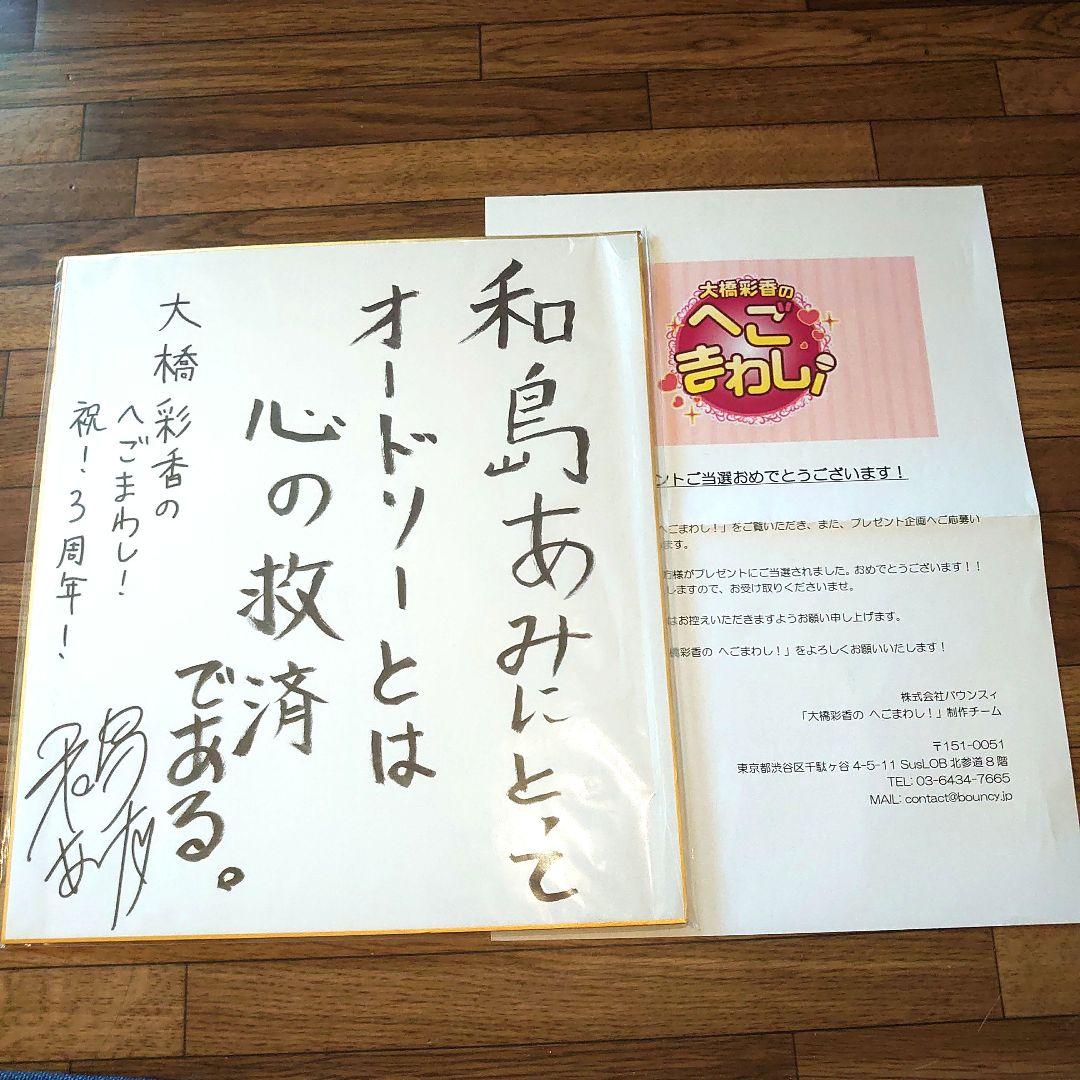 和島あみにとって
オードリーとは
心の救済
である。
大橋彩香の
へごまわし!
祝!3周年!
大橋彩香の
へごまわし!
ントご当選おめでとうございます!
へごまわし!」をご覧いただき、また、プレゼント企画へご応募い
ます。
様がプレゼントにご当選されました。おめでとうございます!!
しますので、お受け取りくださいませ。
はお控えいただきますようお願い申し上げます。
橋彩香の へごまわし!」をよろしくお願いいたします!
株式会社バウンスィ
「大橋彩香の へごまわし!」制作チーム
〒151-0051
東京都渋谷区千駄ヶ谷 4-5-11 SusLOB 北参道 8 階
TEL: 03-6434-7665
MAIL: contact@bouncy.jp